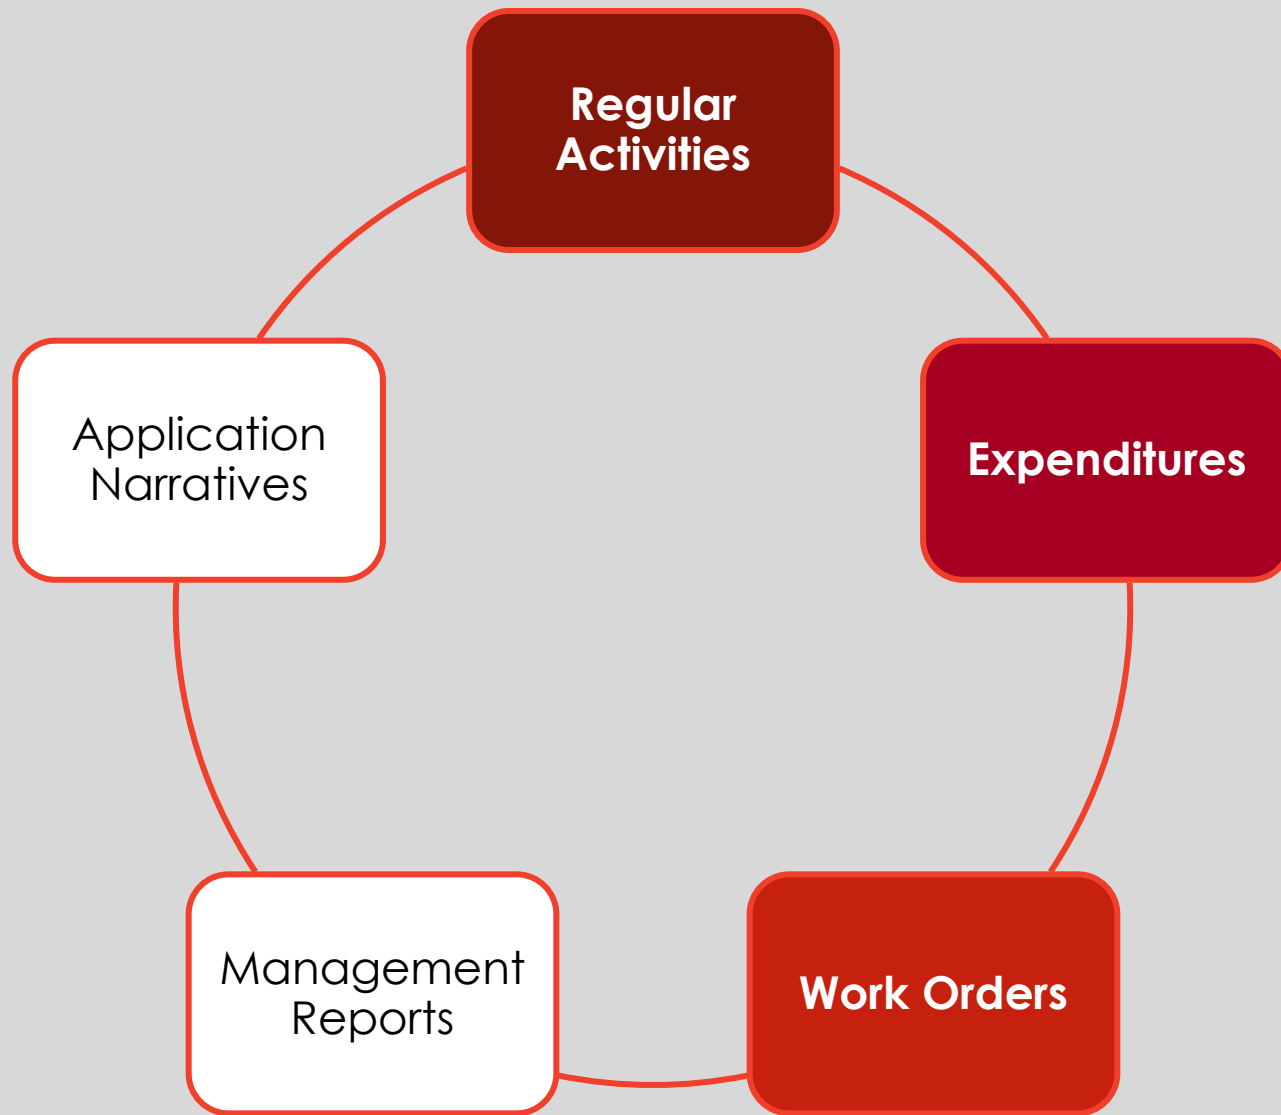 Regular
Activities
Expenditures
Work Orders
Management
Reports
Application
Narratives